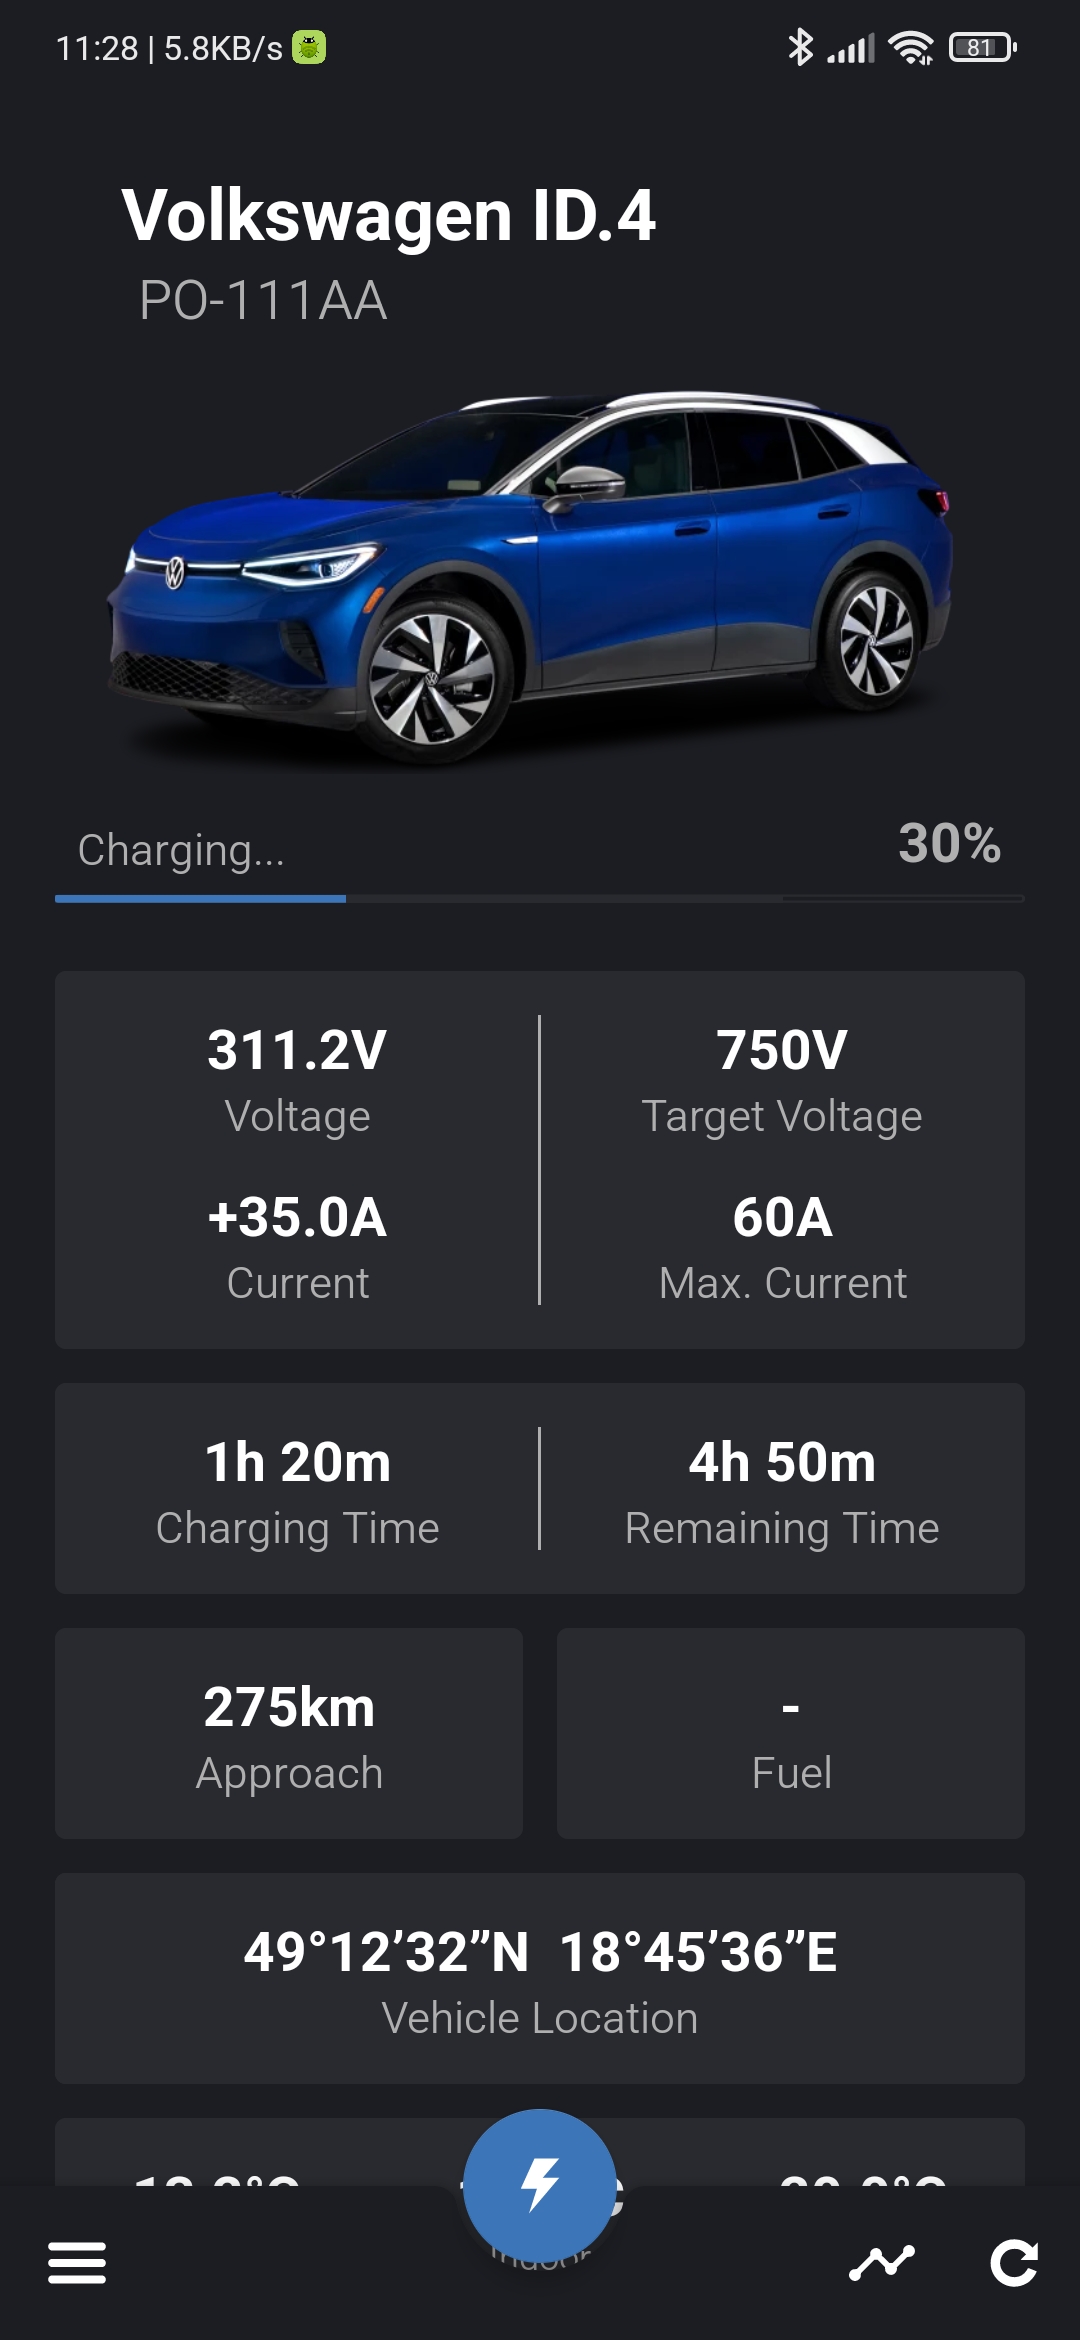 11:28 | 5.8KB/s
81
Volkswagen ID.4
PO-111AA
Charging...
30%
311.2V
750V
Voltage
Target Voltage
+35.0A
60A
Current
Max. Current
1h 20m
4h 50m
Charging Time
Remaining Time
275km
-
Approach
Fuel
49°12’32”N 18°45’36”E
Vehicle Location
Indoor